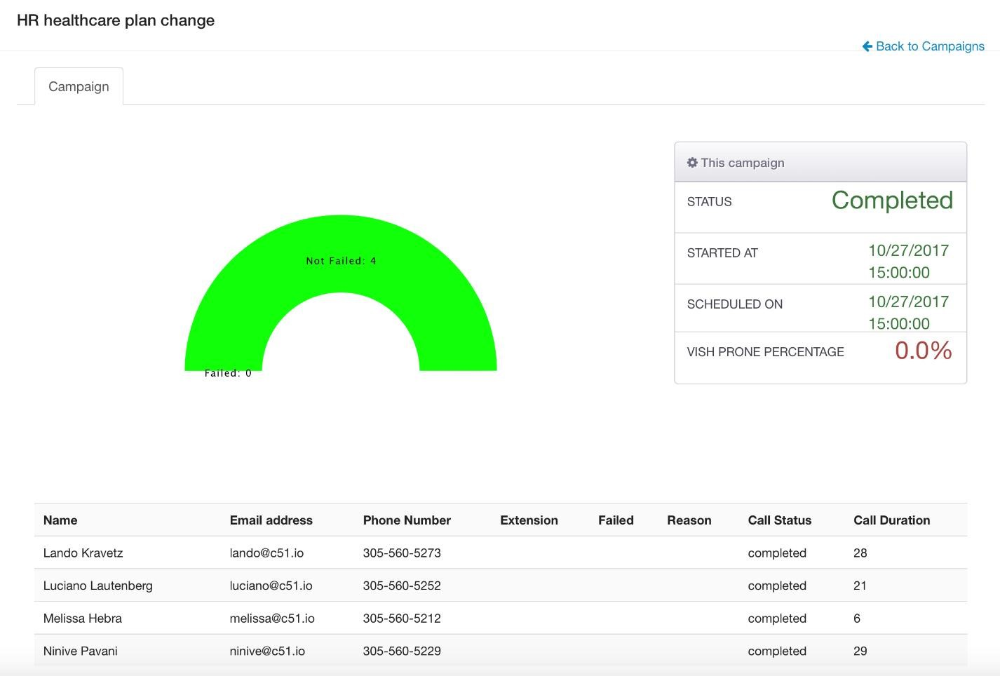 HR healthcare plan change
Back to Campaigns
Campaign
Not Failed: 4
Failed: 0
This campaign
STATUS Completed
STARTED AT 10/27/2017
15:00:00
SCHEDULED ON 10/27/2017
15:00:00
VISH PRONE PERCENTAGE 0.0%
Name Email address Phone Number Extension Failed Reason Call Status Call Duration
Lando Kravetz lando@c51.io 305-560-5273 completed 28
Luciano Lautenberg luciano@c51.io 305-560-5252 completed 21
Melissa Hebra melissa@c51.io 305-560-5212 completed 6
Ninive Pavani ninive@c51.io 305-560-5229 completed 29